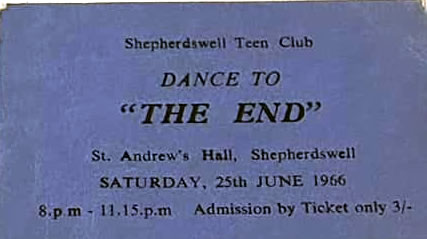 Shepherdswell Teen Club
DANCE TO
"THE END"
St. Andrew's Hall, Shepherdswell
SATURDAY, 25th JUNE 1966
8.p.m - 11.15.p.m Admission by Ticket only 3/-